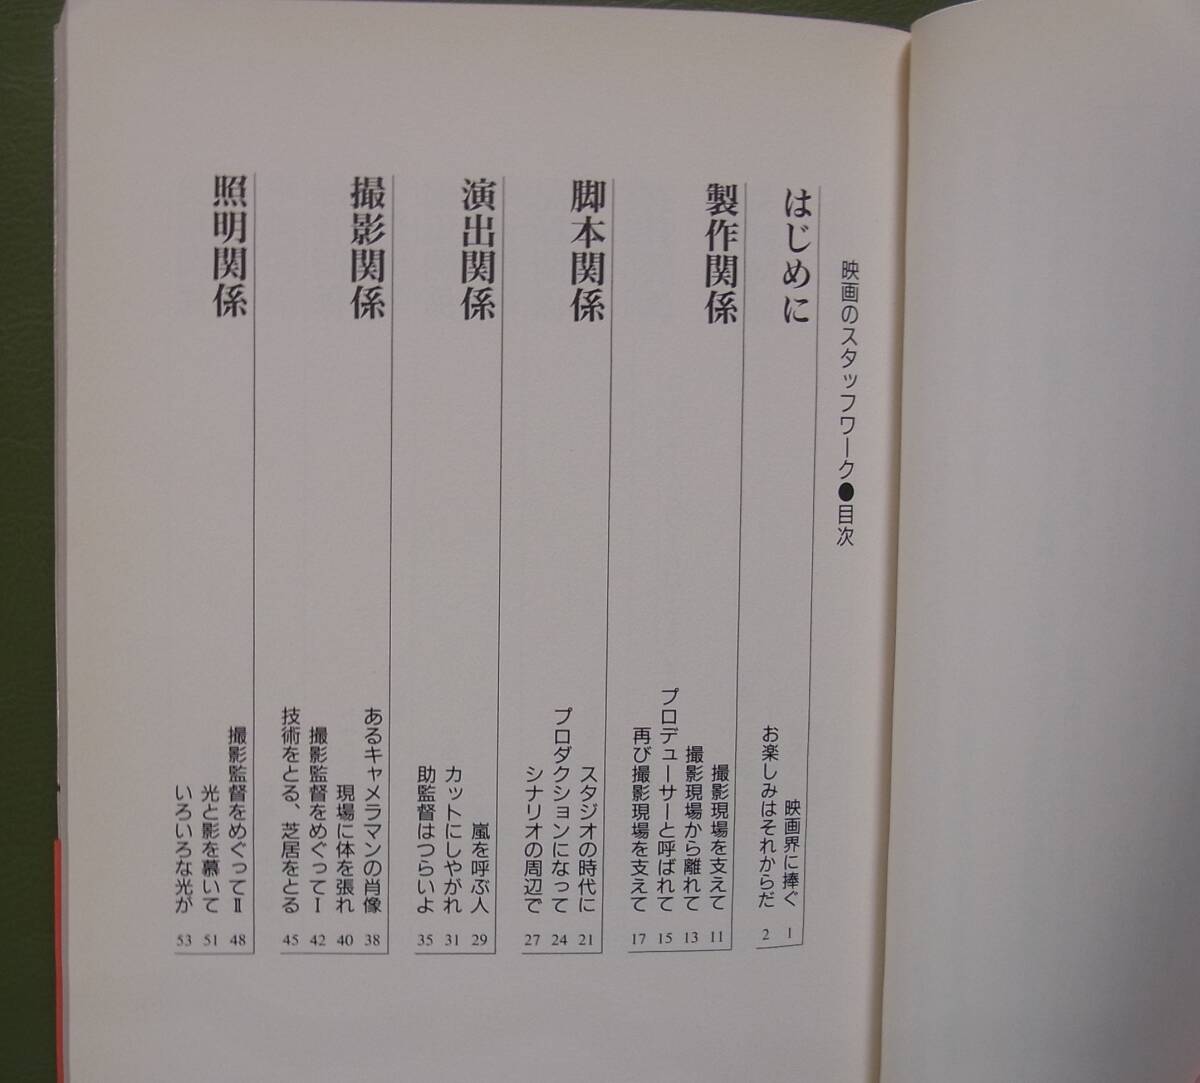 映画のスタッフワーク●目次
はじめに
映画界に捧ぐ 1
お楽しみはそれからだ 2
製作関係
撮影現場を支えて 11
撮影現場から離れて 13
プロデューサーと呼ばれて 15
再び撮影現場を支えて 17
脚本関係
スタジオの時代に 21
プロダクションになって 24
シナリオの周辺で 27
演出関係
嵐を呼ぶ人 29
カットにしやがれ 31
助監督はつらいよ 35
撮影関係
あるキャメラマンの肖像 38
現場に体を張れ 40
撮影監督をめぐってⅠ 42
技術をとる、芝居をとる 45
照明関係
撮影監督をめぐってⅡ 48
光と影を慕いて 51
いろいろな光が 53